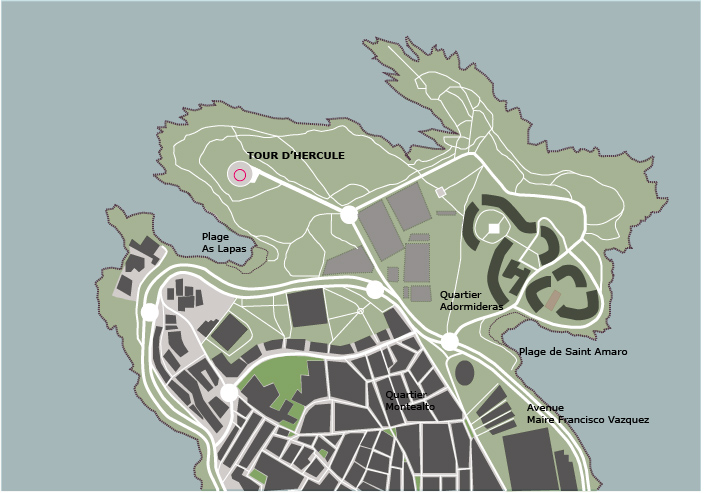 TOUR D'HERCULE
Plage
As Lapas
Quartier
Adormideras
Plage de Saint Amaro
Quartier
Montealto
Avenue
Maire Francisco Vazquez